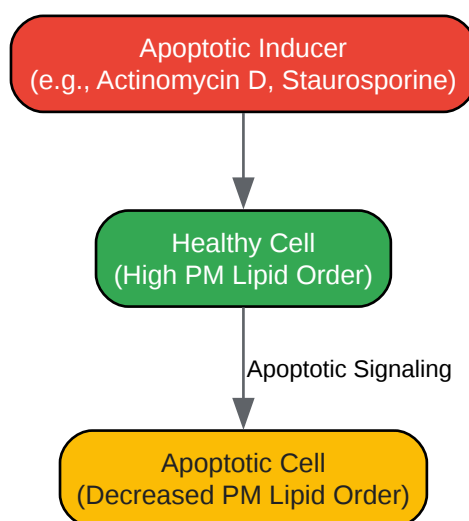 Apoptotic Inducer
(e.g., Actinomycin D, Staurosporine)
Healthy Cell
(High PM Lipid Order)
Apoptotic Signaling
Apoptotic Cell
(Decreased PM Lipid Order)